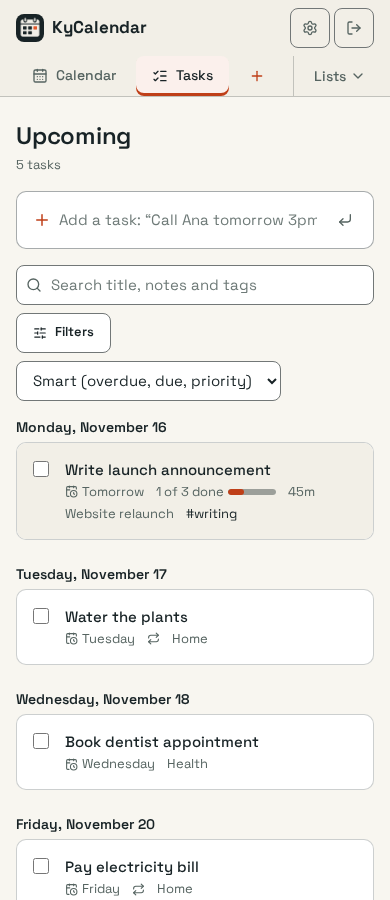 KyCalendar
Calendar
Tasks
Lists
Upcoming
5 tasks
Add a task: “Call Ana tomorrow 3pm
Search title, notes and tags
Filters
Smart (overdue, due, priority)
Monday, November 16
Write launch announcement
Tomorrow 1 of 3 done 45m
Website relaunch #writing
Tuesday, November 17
Water the plants
Tuesday Home
Wednesday, November 18
Book dentist appointment
Wednesday Health
Friday, November 20
Pay electricity bill
Friday Home